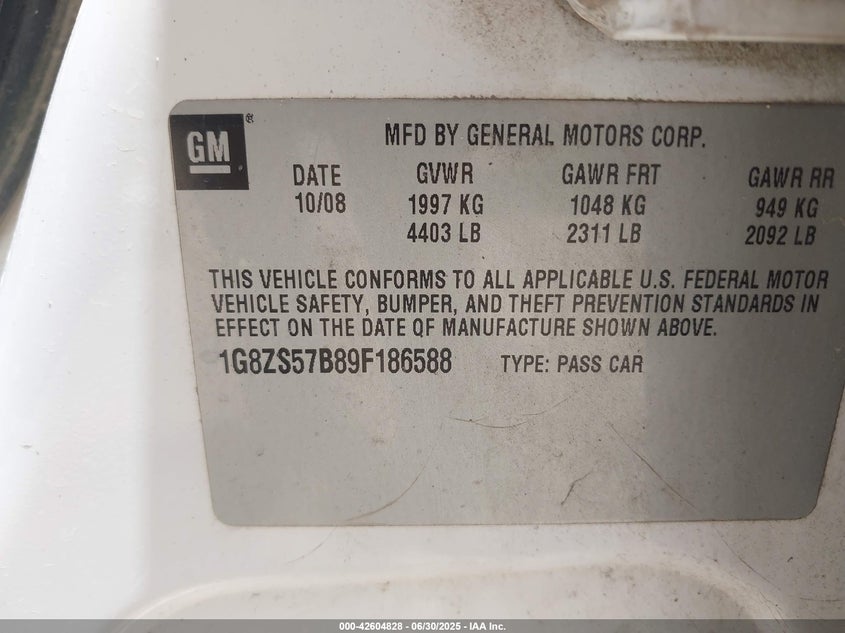 GM ®
MFD BY GENERAL MOTORS CORP.
DATE GVWR GAWR FRT GAWR RR
10/08 1997 KG 1048 KG 949 KG
4403 LB 2311 LB 2092 LB
THIS VEHICLE CONFORMS TO ALL APPLICABLE U.S. FEDERAL MOTOR
VEHICLE SAFETY, BUMPER, AND THEFT PREVENTION STANDARDS IN
EFFECT ON THE DATE OF MANUFACTURE SHOWN ABOVE.
1G8ZS57B89F186588 TYPE: PASS CAR
000-42604828 - 06/30/2025 - IAA Inc.